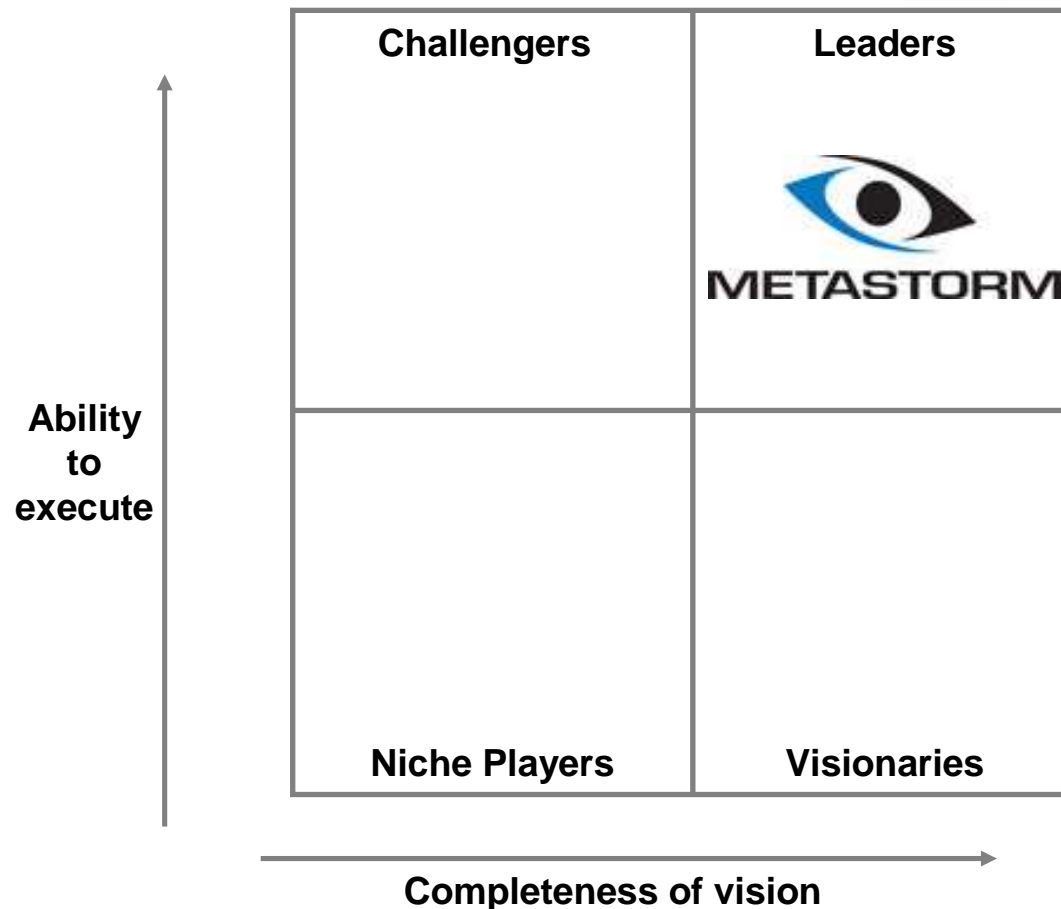 Challengers
Leaders
METASTORM
Ability
to
execute
Niche Players
Visionaries
Completeness of vision